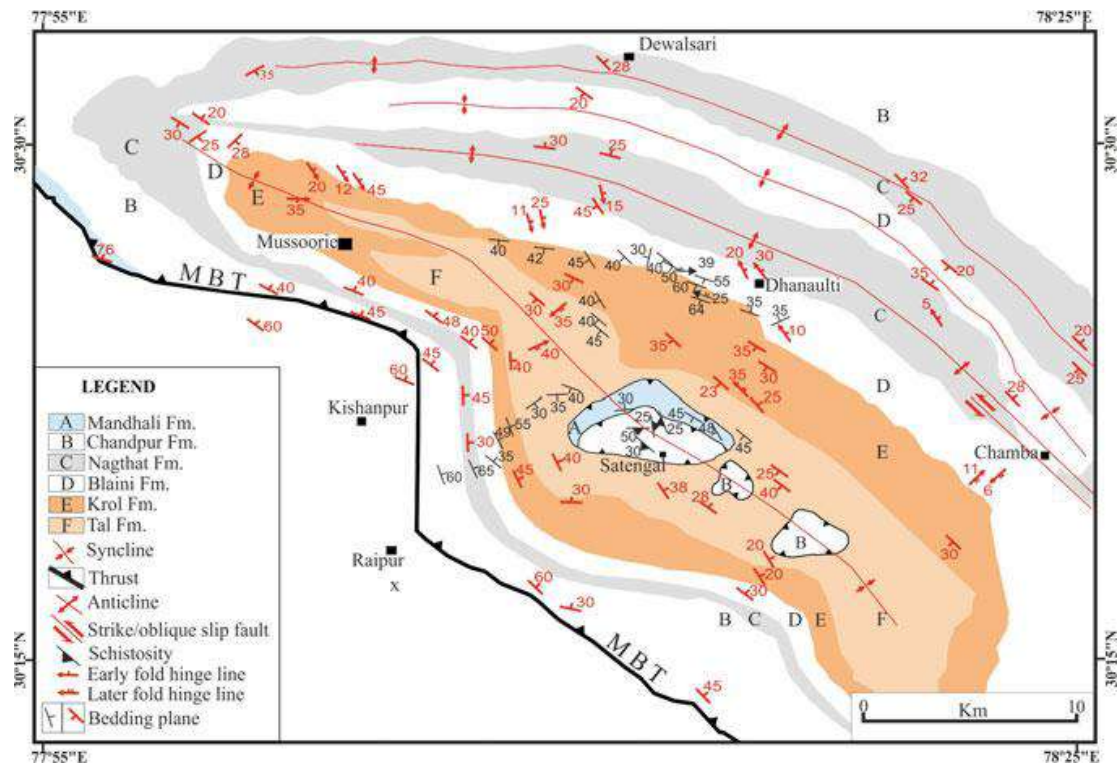 77°55"E
78°25"E
Dewalsari
28
35
20
B
20
30
30"30"N
30"30"N
30
25
28
25
C
D
E
32
C
25
D
B
20
12
45
35
11
25
45
15
Mussoorie
76
MBT
40
42
45
40
30
40
50
60
39
55
25
64
20
30
Dhanaulti
35
20
5
F
40
40
45
48
60
30
30
35
40
45
35
35
10
C
20
25
40
50
45
60
40
40
35
35
30
23
25
D
28
LEGEND
A Mandhali Fm.
B Chandpur Fm.
C Nagthat Fm.
D Blaini Fm.
E Krol Fm.
F Tal Fm.
Syncline
Thrust
Anticline
Strike/oblique slip fault
Schistosity
Early fold hinge line
Later fold hinge line
Bedding plane
Kishanpur
45
30
30
35
40
55
35
60
65
30
25
50
30
25
45
48
45
A
Satengal
E
Chamba
45
40
30
38
28
25
40
B
11
6
B
30
Raipur
x
60
30
20
20
30
B
C
D
E
F
MBT
45
30°15"N
30°15"N
0
10
Km
77°55"E
78°25"E